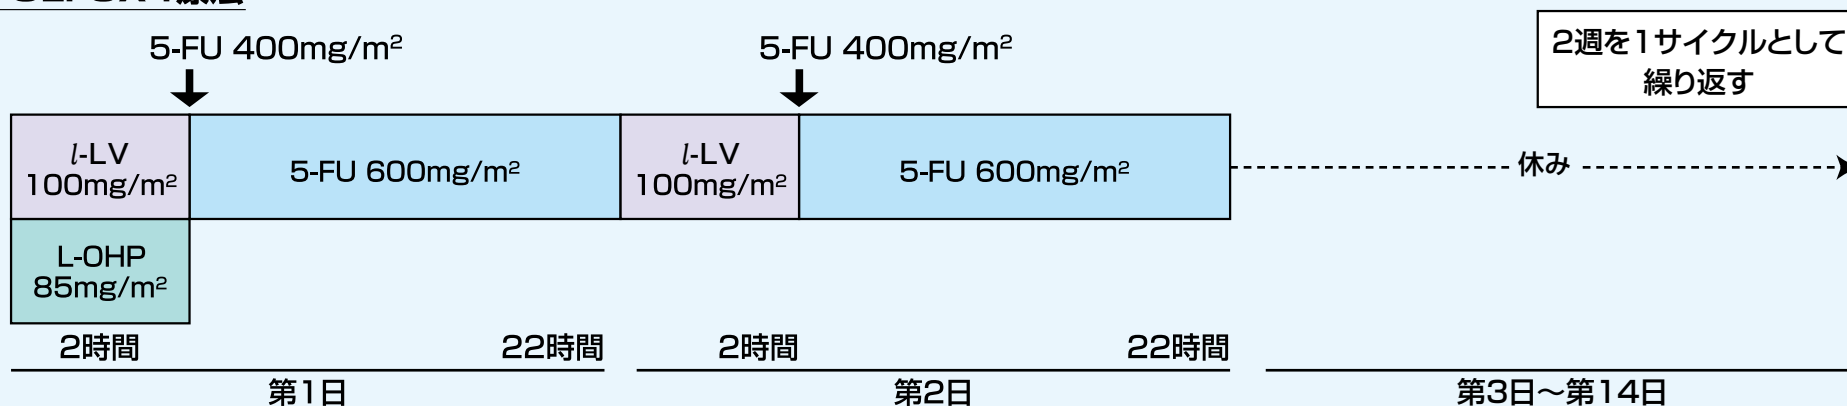 5-FU 400mg/m²
5-FU 400mg/m²
2週を1サイクルとして
繰り返す
l-LV
100mg/m²
5-FU 600mg/m²
l-LV
100mg/m²
5-FU 600mg/m²
休み
L-OHP
85mg/m²
2時間
22時間
2時間
22時間
第1日
第2日
第3日~第14日